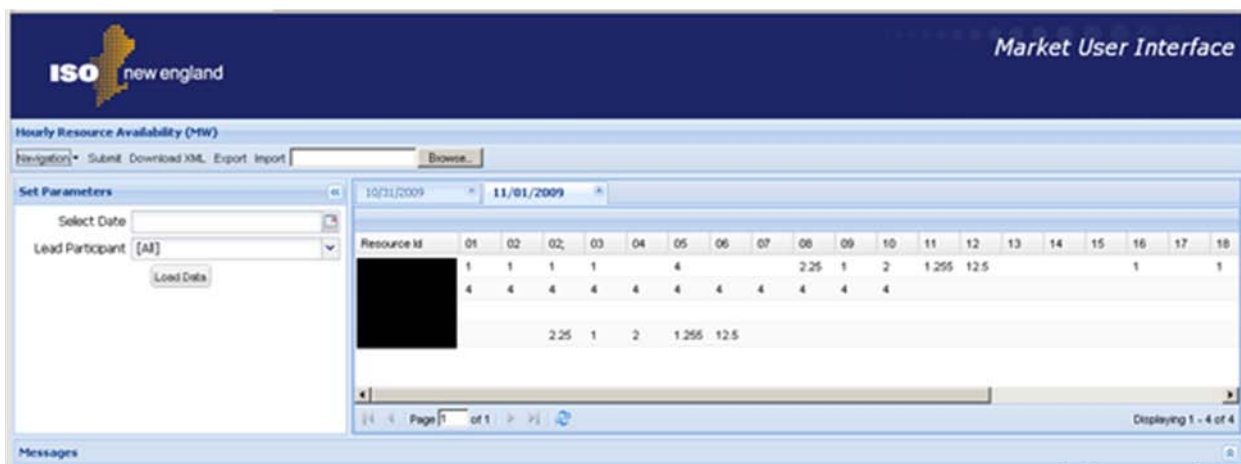 ISO new england
Market User Interface
Hourly Resource Availability (MW)
Navigation Submit Download XML Export Import Browse...
Set Parameters
Select Date
Lead Participant [All]
Load Data
10/31/2009 11/01/2009
Resource Id 01 02 02; 03 04 05 06 07 08 09 10 11 12 13 14 15 16 17 18
1 1 1 1 4 2.25 1 2 1.255 12.5 1 1
4 4 4 4 4 4 4 4 4 4 4
2.25 1 2 1.255 12.5
Page 1 of 1
Displaying 1 - 4 of 4
Messages